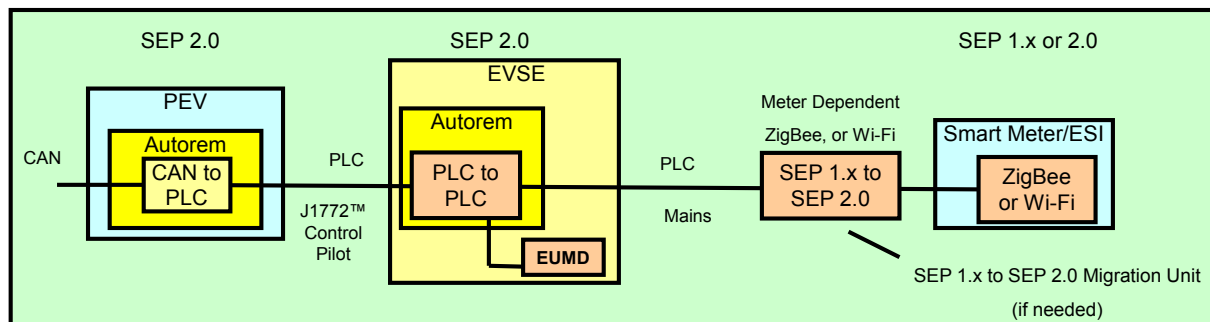 SEP 2.0
SEP 2.0
SEP 1.x or 2.0
EVSE
PEV
Meter Dependent
ZigBee, or Wi-Fi
Autorem
Autorem
Smart Meter/ESI
CAN
CAN to
PLC
PLC
PLC to
PLC
PLC
SEP 1.x to
SEP 2.0
ZigBee
or Wi-Fi
J1772™
Control
Pilot
Mains
EUMD
SEP 1.x to SEP 2.0 Migration Unit
(if needed)